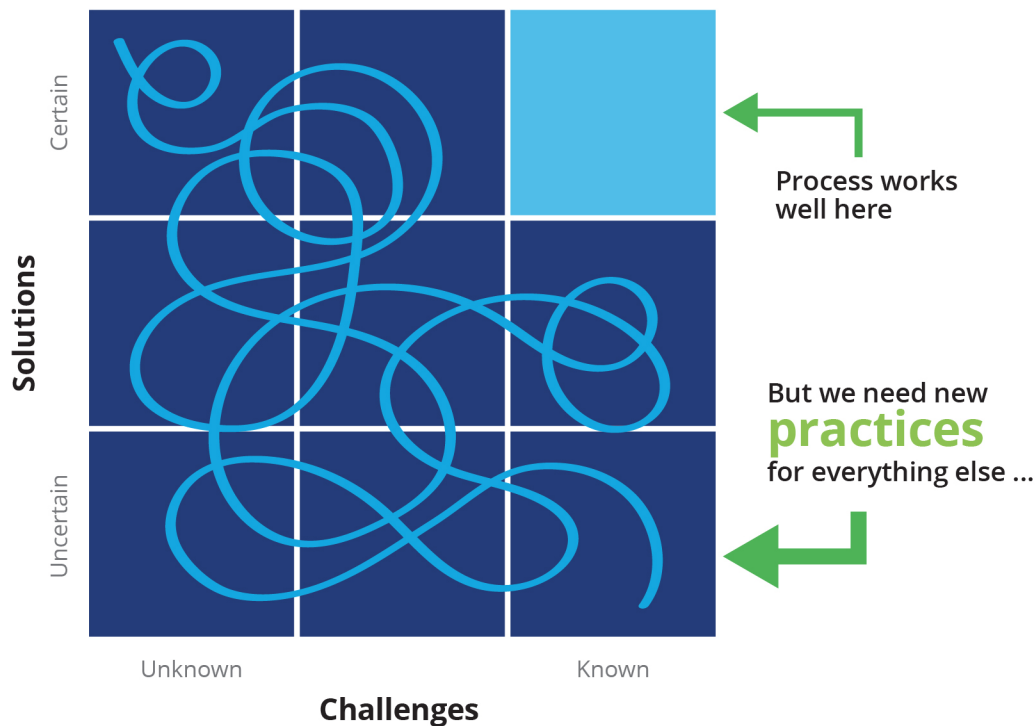 Certain
Solutions
Uncertain
Unknown
Known
Challenges
Process works
well here
But we need new
practices
for everything else ...